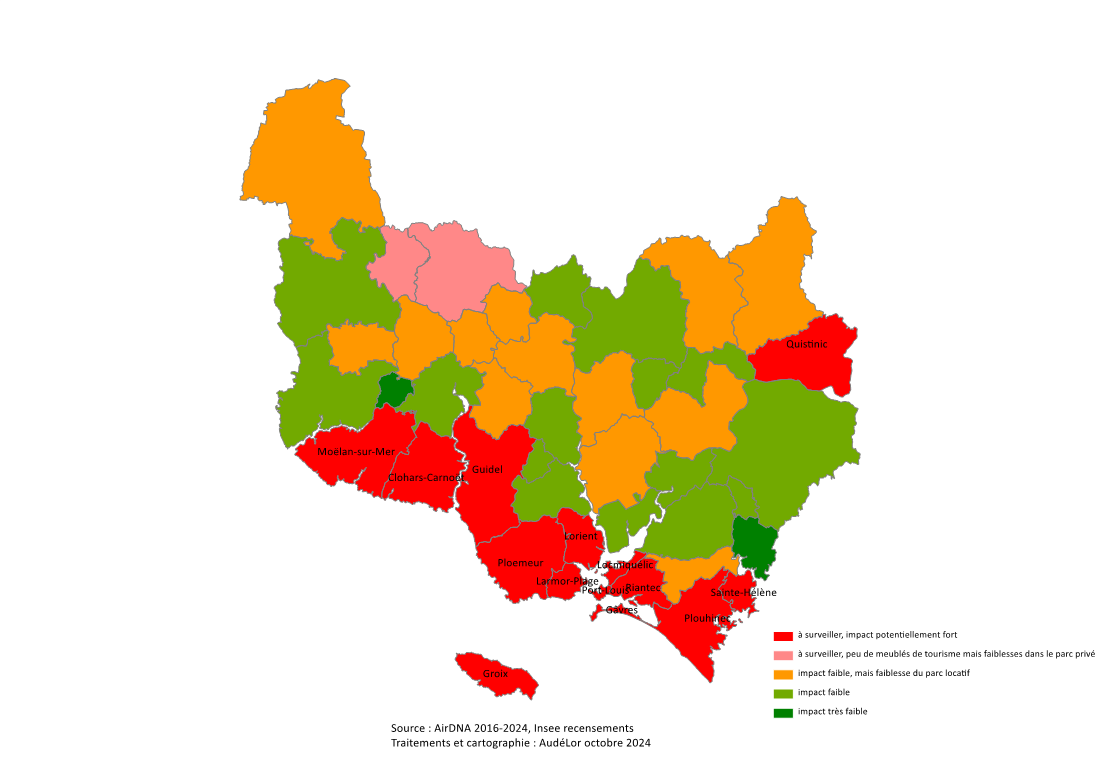 Quistinic
Moëlan-sur-Mer
Clohars-Carnoët
Guidel
Lorient
Ploemeur
Locmiquélic
Larmor-Plage
Port-Louis
Riantec
Sainte-Hélène
Gâvres
Plouhinec
Groix
à surveiller, impact potentiellement fort
à surveiller, peu de meublés de tourisme mais faiblesses dans le parc privé
impact faible, mais faiblesse du parc locatif
impact faible
impact très faible
Source : AirDNA 2016-2024, Insee recensements
Traitements et cartographie : AudéLor octobre 2024